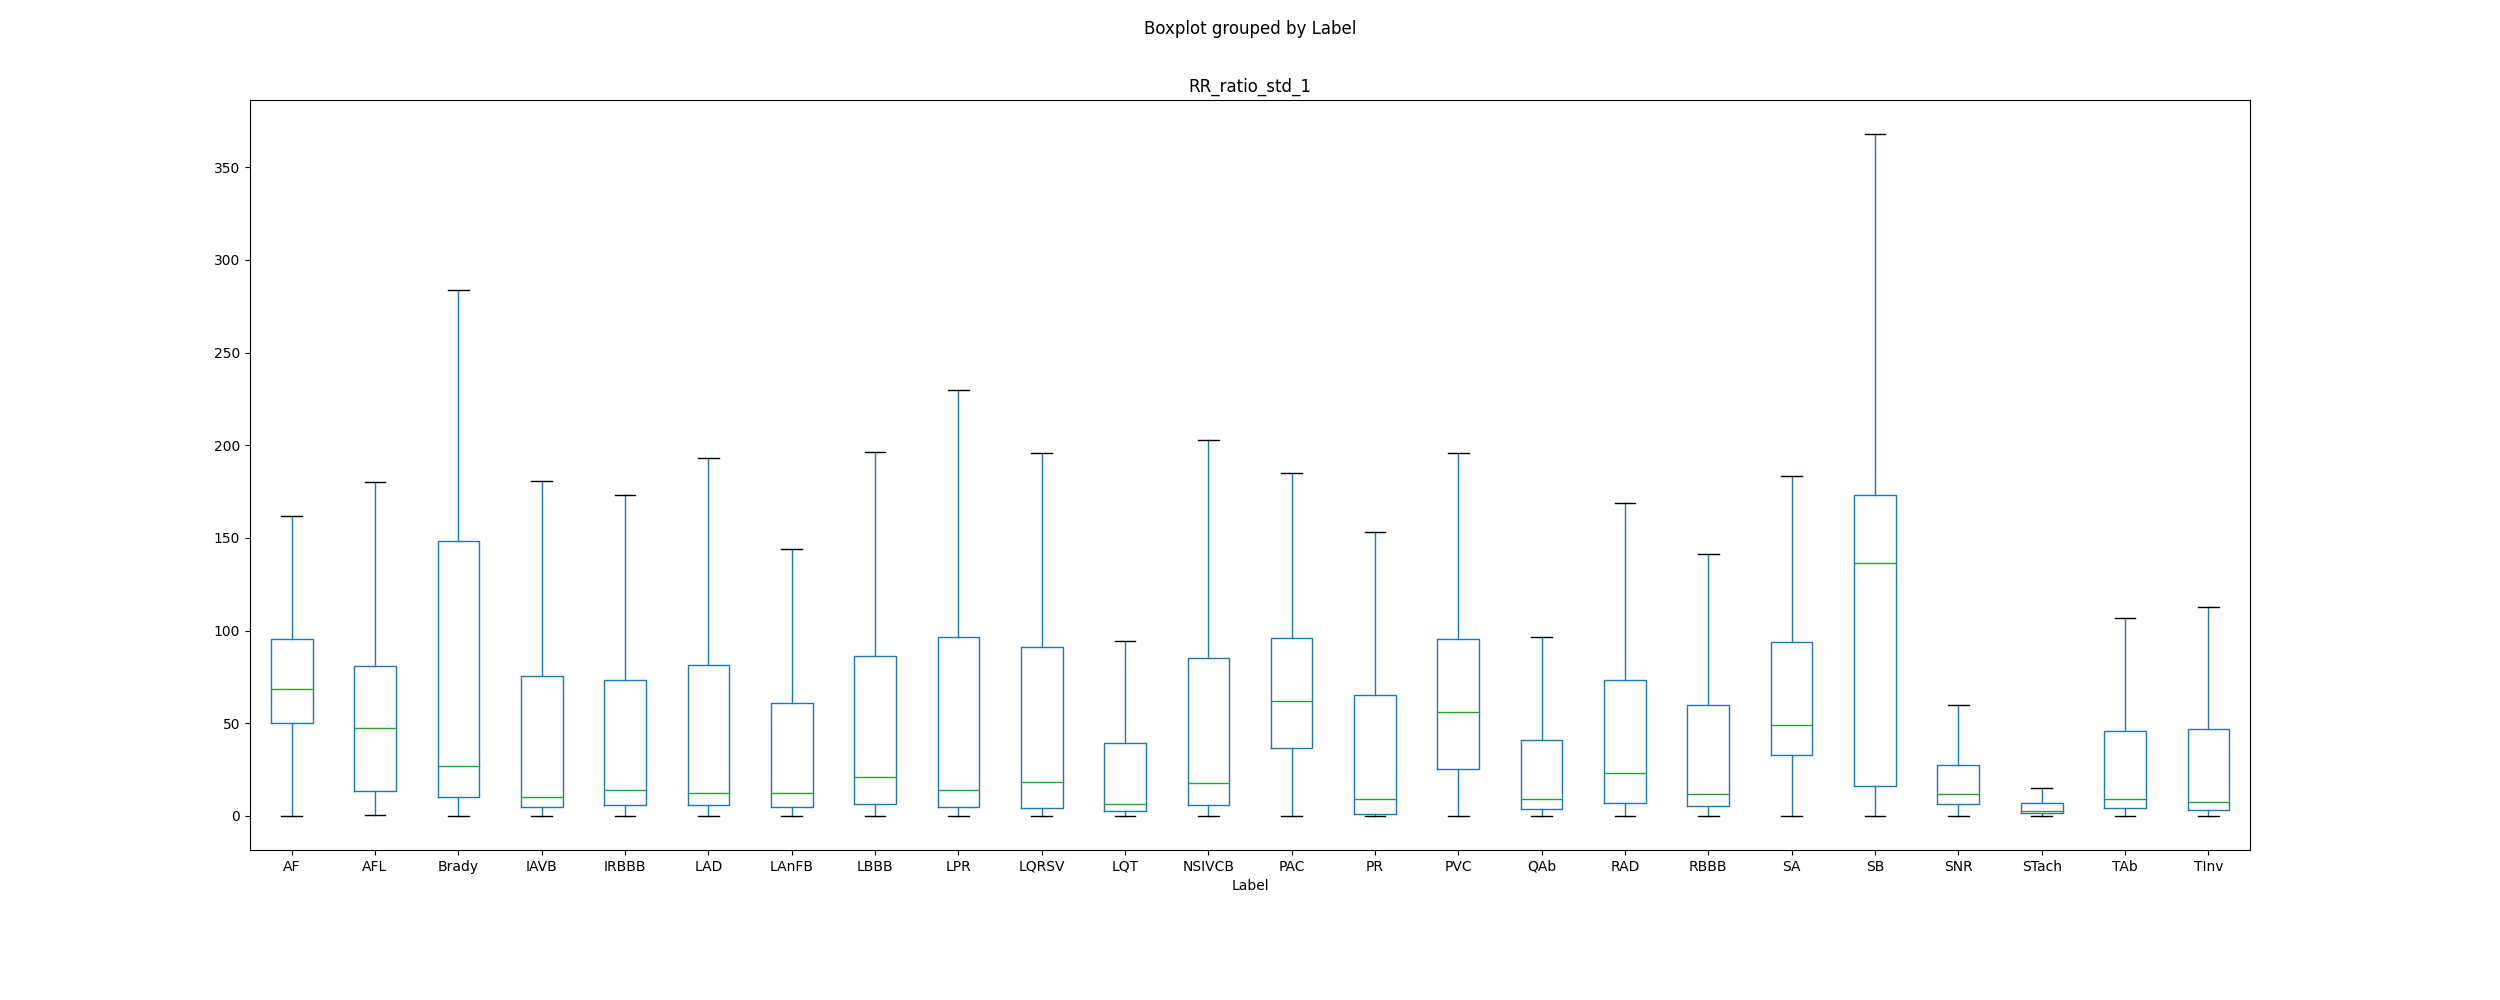 Boxplot grouped by Label
RR_ratio_std_1
350
300
250
200
150
100
50
0
AF AFL Brady IAVB IRBBB LAD LAnFB LBBB LPR LQRSV LQT NSIVCB PAC PR PVC QAb RAD RBBB SA SB SNR STach TAb TInv
Label